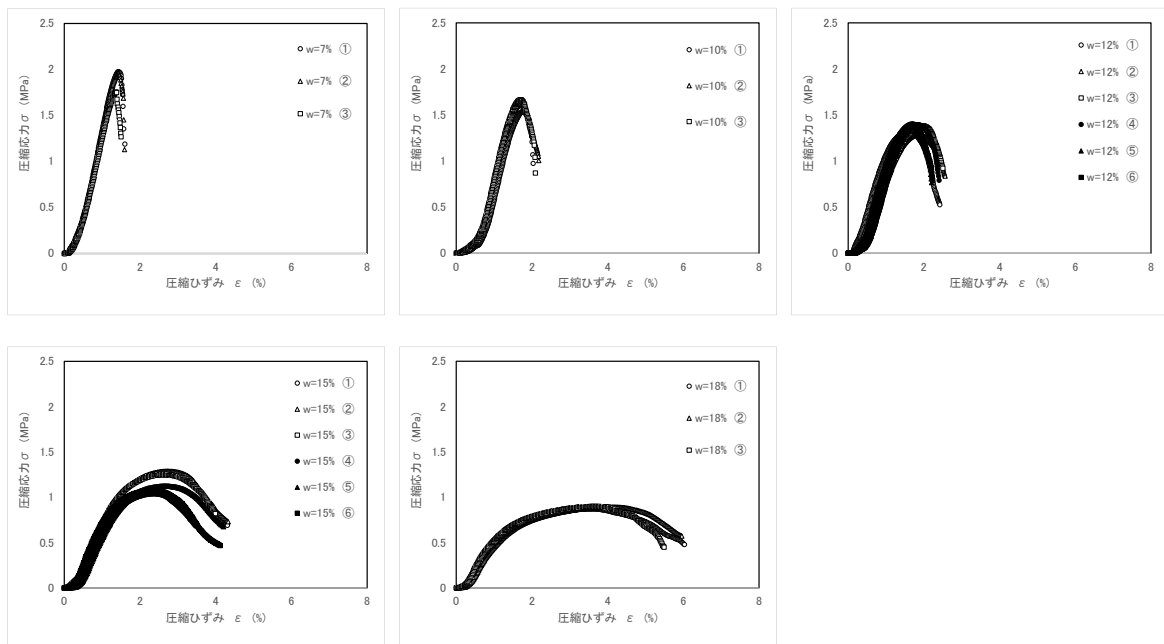 2.5
2
1.5
1
0.5
0
0 2 4 6 8
圧縮応力σ (MPa)
圧縮ひずみ ε (%)
w=7% ①
w=7% ②
w=7% ③
2.5
2
1.5
1
0.5
0
0 2 4 6 8
圧縮応力σ (MPa)
圧縮ひずみ ε (%)
w=10% ①
w=10% ②
w=10% ③
2.5
2
1.5
1
0.5
0
0 2 4 6 8
圧縮応力σ (MPa)
圧縮ひずみ ε (%)
w=12% ①
w=12% ②
w=12% ③
w=12% ④
w=12% ⑤
w=12% ⑥
2.5
2
1.5
1
0.5
0
0 2 4 6 8
圧縮応力σ (MPa)
圧縮ひずみ ε (%)
w=15% ①
w=15% ②
w=15% ③
w=15% ④
w=15% ⑤
w=15% ⑥
2.5
2
1.5
1
0.5
0
0 2 4 6 8
圧縮応力σ (MPa)
圧縮ひずみ ε (%)
w=18% ①
w=18% ②
w=18% ③